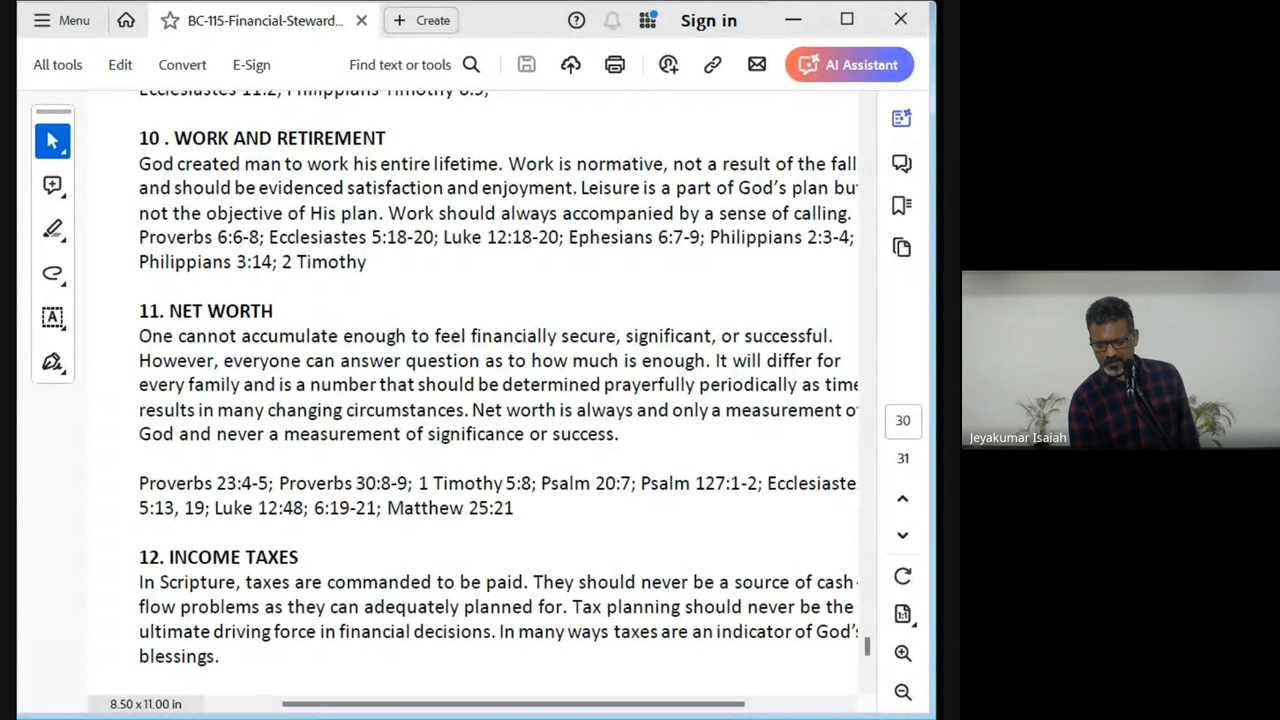 Menu
BC-115-Financial-Steward...
Create
Sign in
All tools
Edit
Convert
E-Sign
Find text or tools
AI Assistant
Ecclesiastes 11:2; Philippians Timothy 6:9;
10 . WORK AND RETIREMENT
God created man to work his entire lifetime. Work is normative, not a result of the fall
and should be evidenced satisfaction and enjoyment. Leisure is a part of God's plan but
not the objective of His plan. Work should always accompanied by a sense of calling.
Proverbs 6:6-8; Ecclesiastes 5:18-20; Luke 12:18-20; Ephesians 6:7-9; Philippians 2:3-4;
Philippians 3:14; 2 Timothy
11. NET WORTH
One cannot accumulate enough to feel financially secure, significant, or successful.
However, everyone can answer question as to how much is enough. It will differ for
every family and is a number that should be determined prayerfully periodically as time
results in many changing circumstances. Net worth is always and only a measurement of
God and never a measurement of significance or success.
Proverbs 23:4-5; Proverbs 30:8-9; 1 Timothy 5:8; Psalm 20:7; Psalm 127:1-2; Ecclesiaste
5:13, 19; Luke 12:48; 6:19-21; Matthew 25:21
12. INCOME TAXES
In Scripture, taxes are commanded to be paid. They should never be a source of cash-
flow problems as they can adequately planned for. Tax planning should never be the
ultimate driving force in financial decisions. In many ways taxes are an indicator of God's
blessings.
30
31
1:1
8.50 x 11.00 in
Jeyakumar Isaiah